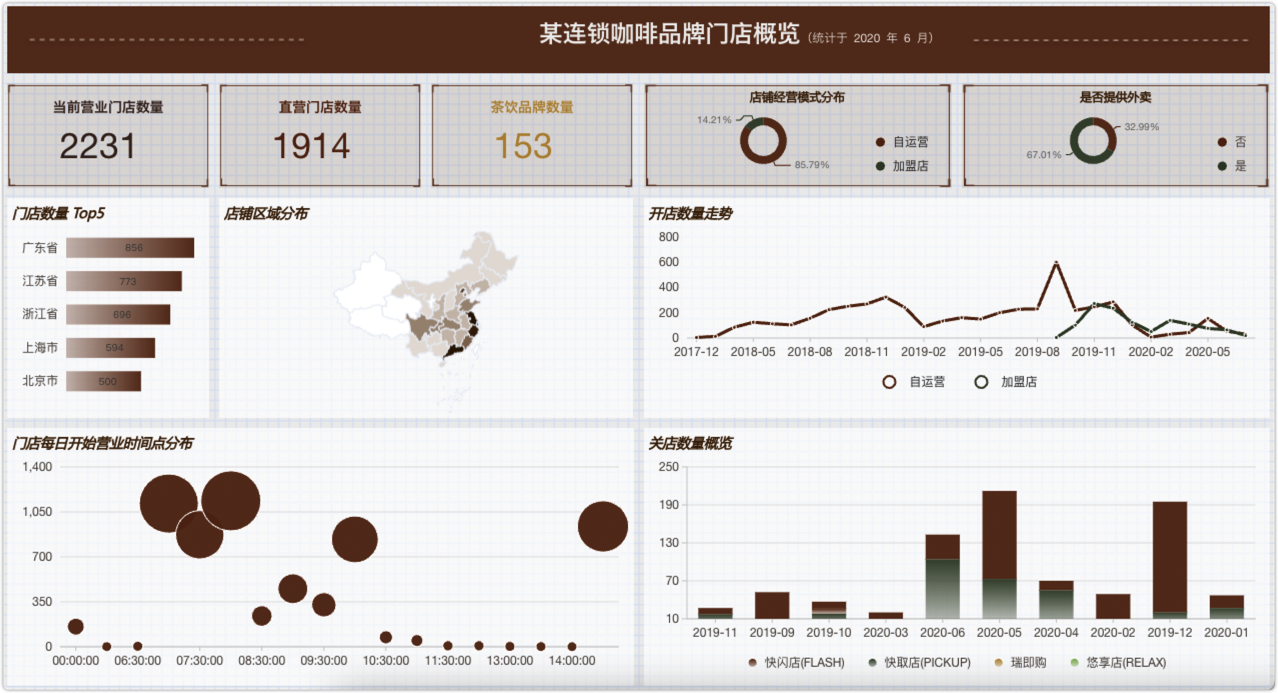 某连锁咖啡品牌门店概览 (统计于 2020 年 6 月)
当前营业门店数量
2231
直营门店数量
1914
茶饮品牌数量
153
店铺经营模式分布
14.21%
85.79%
自运营
加盟店
是否提供外卖
32.99%
67.01%
否
是
门店数量 Top5
广东省 856
江苏省 773
浙江省 696
上海市 594
北京市 500
店铺区域分布
开店数量走势
800
600
400
200
0
2017-12 2018-05 2018-08 2018-11 2019-02 2019-05 2019-08 2019-11 2020-02 2020-05
自运营 加盟店
门店每日开始营业时间点分布
1,400
1,050
700
350
0
00:00:00 06:30:00 07:30:00 08:30:00 09:30:00 10:30:00 11:30:00 13:00:00 14:00:00
关店数量概览
250
190
130
70
10
2019-11 2019-09 2019-10 2020-03 2020-06 2020-05 2020-04 2020-02 2019-12 2020-01
快闪店(FLASH) 快取店(PICKUP) 瑞即购 悠享店(RELAX)